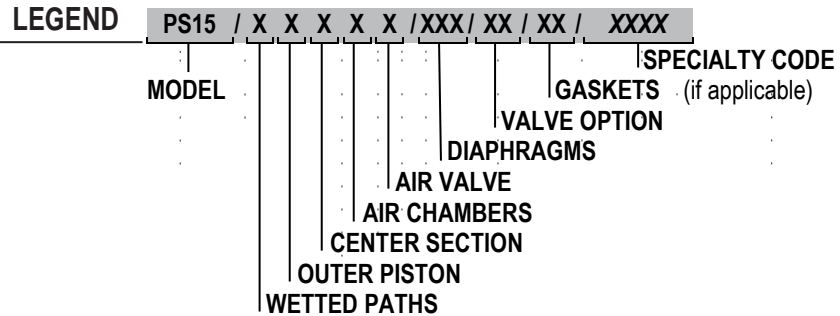 LEGEND PS15 / X X X X X / XXX / XX / XX / XXXX
SPECIALTY CODE
MODEL GASKETS (if applicable)
VALVE OPTION
DIAPHRAGMS
AIR VALVE
AIR CHAMBERS
CENTER SECTION
OUTER PISTON
WETTED PATHS